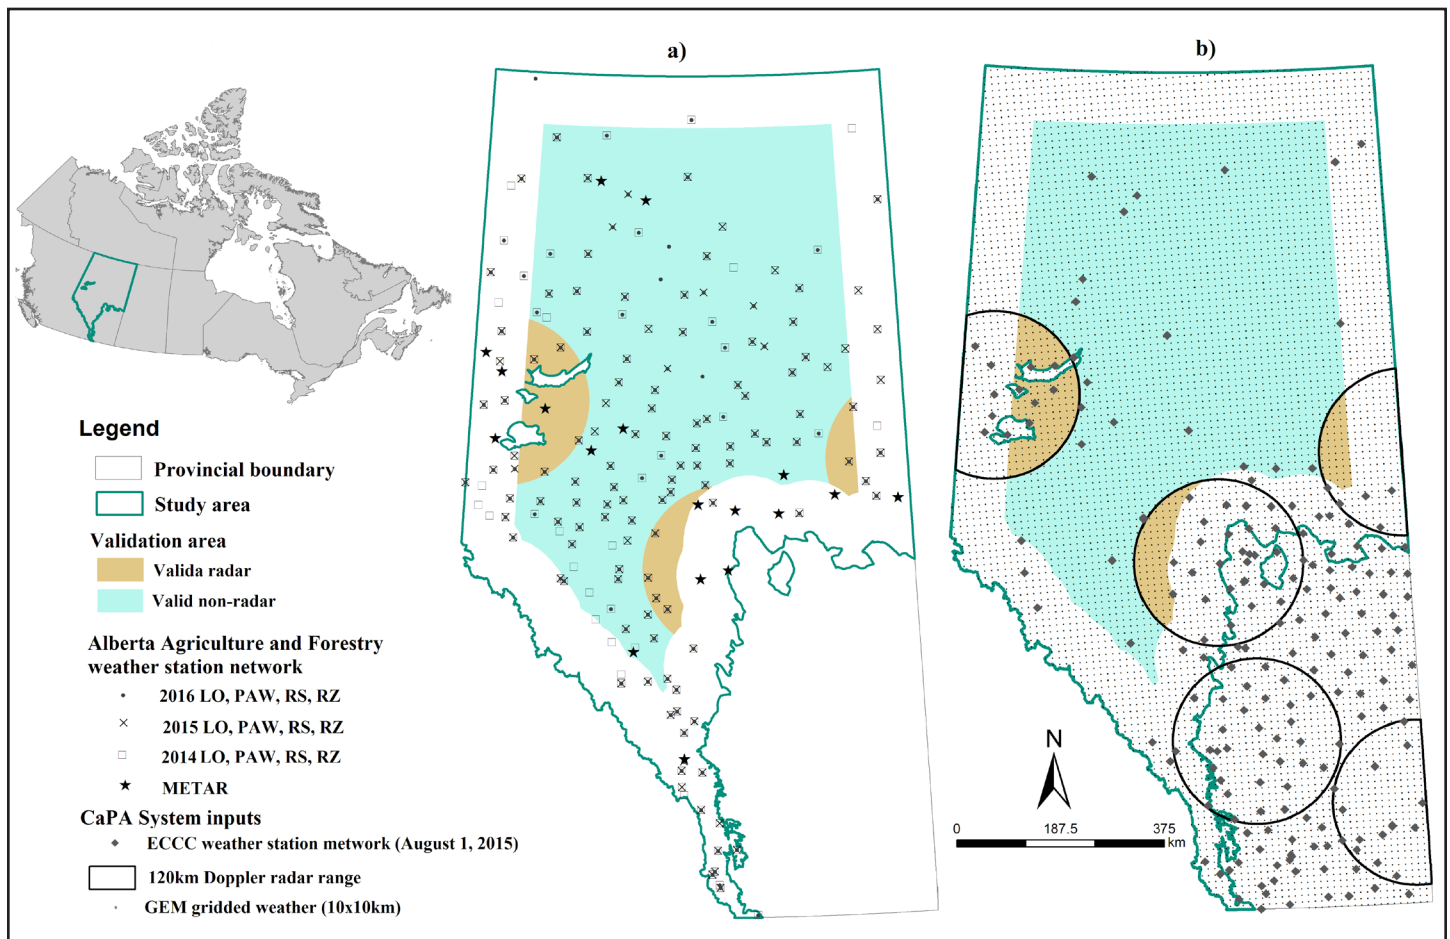 a)
b)
Legend
Provincial boundary
Study area
Validation area
Valida radar
Valid non-radar
Alberta Agriculture and Forestry
weather station network
2016 LO, PAW, RS, RZ
2015 LO, PAW, RS, RZ
2014 LO, PAW, RS, RZ
METAR
CaPA System inputs
ECCC weather station metwork (August 1, 2015)
120km Doppler radar range
GEM gridded weather (10x10km)
N
0 187.5 375
km